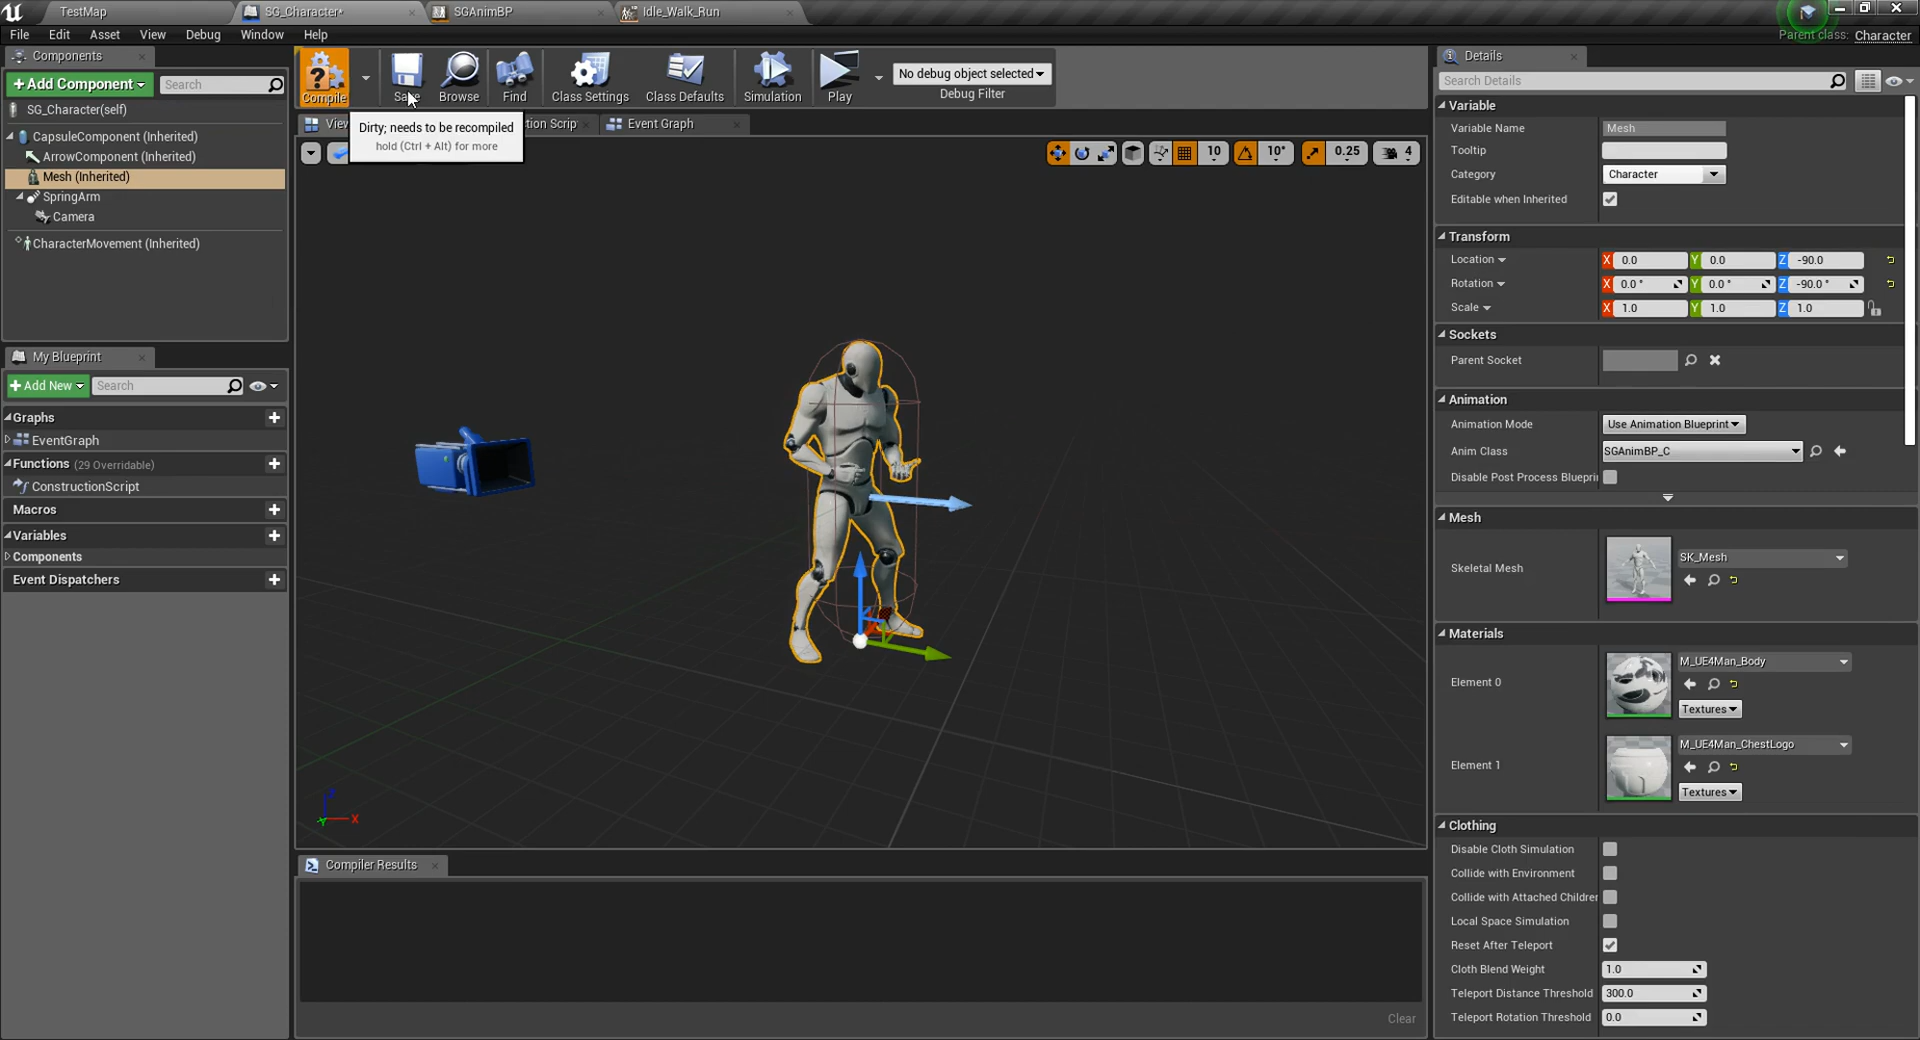 TestMap
SG_Character*
SGAnimBP
Idle_Walk_Run
File
Edit
Asset
View
Debug
Window
Help
Parent class: Character
Components
+Add Component
Search
SG_Character(self)
CapsuleComponent (Inherited)
ArrowComponent (Inherited)
Mesh (Inherited)
SpringArm
Camera
CharacterMovement (Inherited)
My Blueprint
+Add New
Search
Graphs
EventGraph
Functions (29 Overridable)
ConstructionScript
Macros
Variables
Components
Event Dispatchers
Compile
Save
Browse
Find
Class Settings
Class Defaults
Simulation
Play
No debug object selected
Debug Filter
Event Graph
Dirty; needs to be recompiled
hold (Ctrl + Alt) for more
10
10°
0.25
4
Z
X
Y
Compiler Results
Clear
Details
Search Details
Variable
Variable Name
Mesh
Tooltip
Category
Character
Editable when Inherited
Transform
Location
X 0.0 Y 0.0 Z -90.0
Rotation
X 0.0 ° Y 0.0 ° Z -90.0 °
Scale
X 1.0 Y 1.0 Z 1.0
Sockets
Parent Socket
Animation
Animation Mode
Use Animation Blueprint
Anim Class
SGAnimBP_C
Disable Post Process Blueprin
Mesh
Skeletal Mesh
SK_Mesh
Materials
Element 0
M_UE4Man_Body
Textures
Element 1
M_UE4Man_ChestLogo
Textures
Clothing
Disable Cloth Simulation
Collide with Environment
Collide with Attached Children
Local Space Simulation
Reset After Teleport
Cloth Blend Weight
1.0
Teleport Distance Threshold
300.0
Teleport Rotation Threshold
0.0